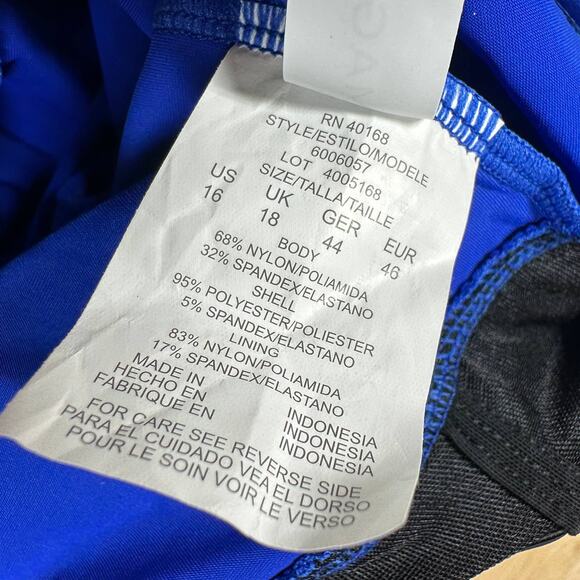 RN 40168
STYLE/ESTILO/MODELE
6006057
LOT 4005168
SIZE/TALLA/TAILLE
US UK GER EUR
16 18 44 46
BODY
68% NYLON/POLIAMIDA
32% SPANDEX/ELASTANO
SHELL
95% POLYESTER/POLIESTER
5% SPANDEX/ELASTANO
LINING
83% NYLON/POLIAMIDA
17% SPANDEX/ELASTANO
MADE IN INDONESIA
HECHO EN INDONESIA
FABRIQUE EN INDONESIA
FOR CARE SEE REVERSE SIDE
PARA EL CUIDADO VEA EL DORSO
POUR LE SOIN VOIR LE VERSO